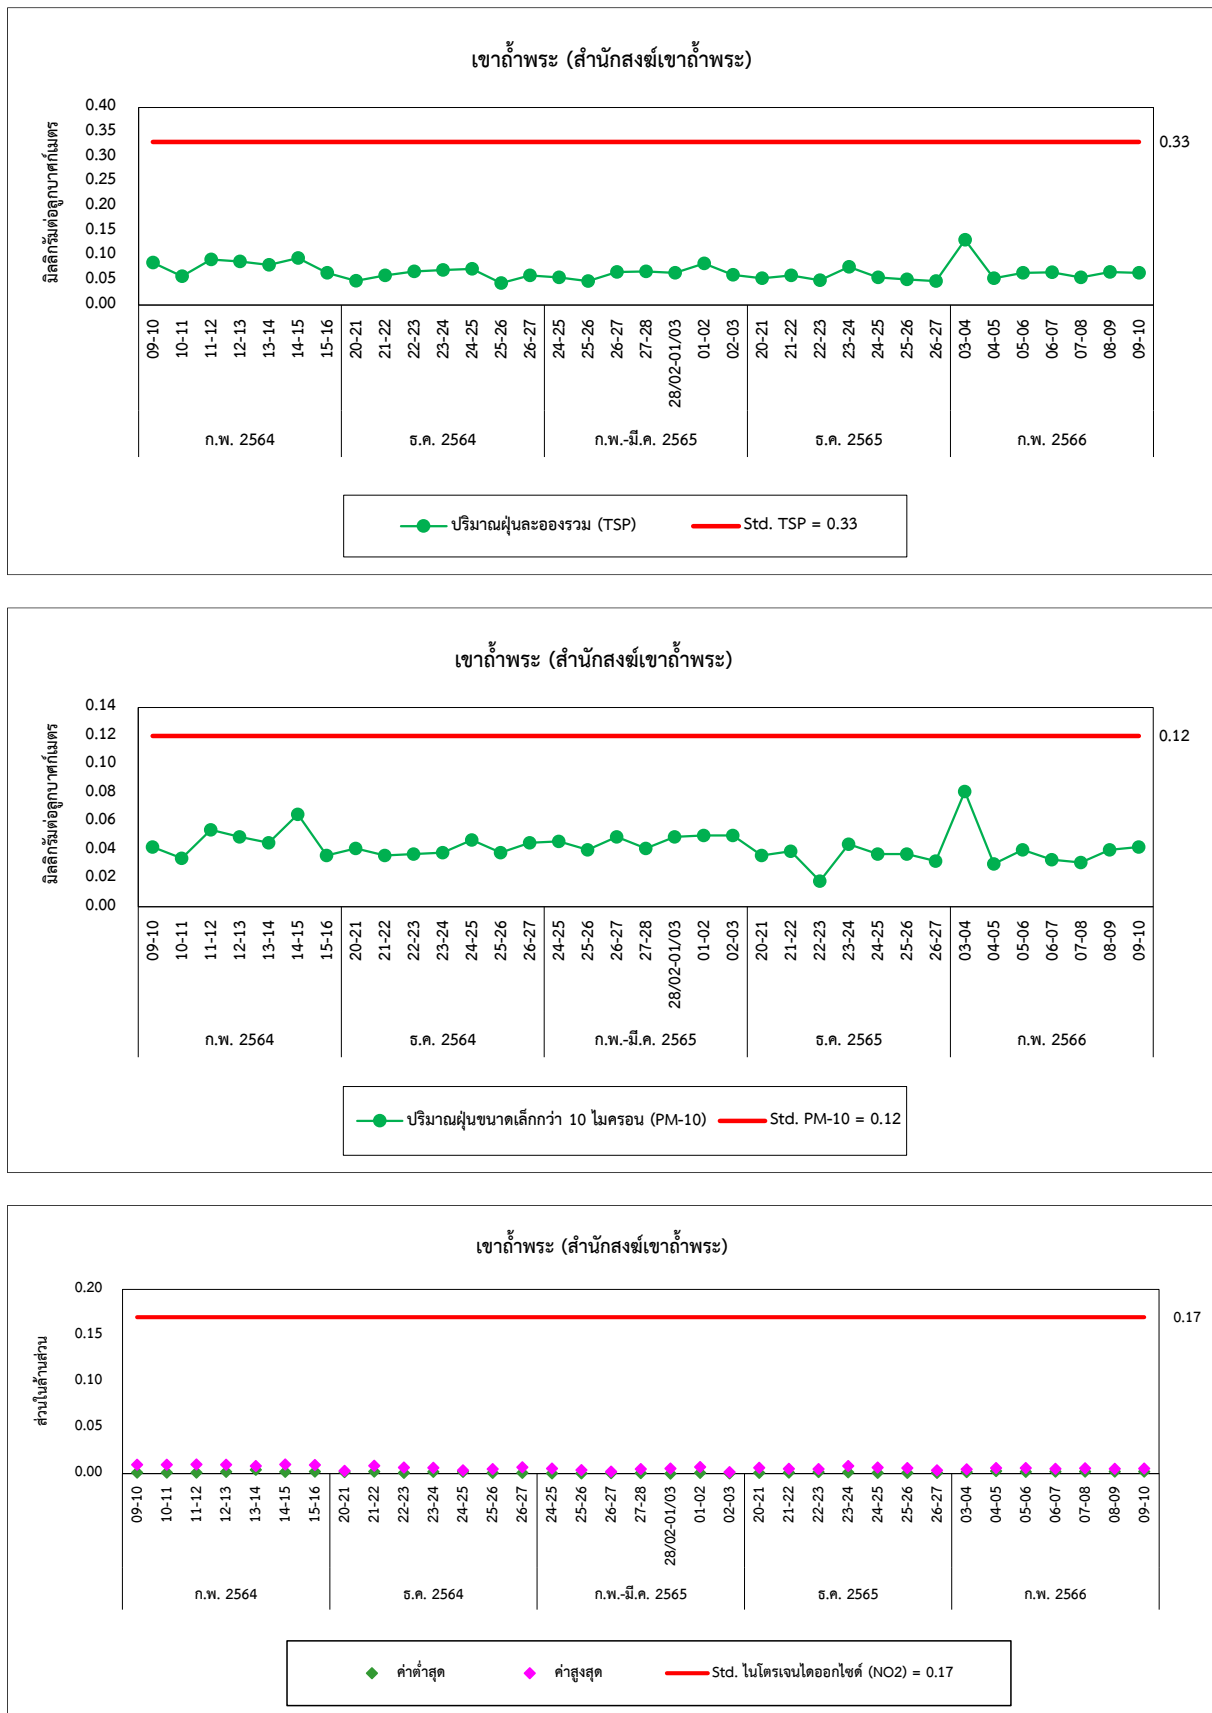 เขาถ้ำพระ (สำนักสงฆ์เขาถ้ำพระ)
มิลลิกรัมต่อลูกบาศก์เมตร
0.40
0.35
0.30
0.25
0.20
0.15
0.10
0.05
0.00
0.33
09-10 10-11 11-12 12-13 13-14 14-15 15-16 20-21 21-22 22-23 23-24 24-25 25-26 26-27 24-25 25-26 26-27 27-28 28/02-01/03 01-02 02-03 20-21 21-22 22-23 23-24 24-25 25-26 26-27 03-04 04-05 05-06 06-07 07-08 08-09 09-10
ก.พ. 2564 ธ.ค. 2564 ก.พ.-มี.ค. 2565 ธ.ค. 2565 ก.พ. 2566
ปริมาณฝุ่นละอองรวม (TSP) Std. TSP = 0.33
เขาถ้ำพระ (สำนักสงฆ์เขาถ้ำพระ)
มิลลิกรัมต่อลูกบาศก์เมตร
0.14
0.12
0.10
0.08
0.06
0.04
0.02
0.00
0.12
09-10 10-11 11-12 12-13 13-14 14-15 15-16 20-21 21-22 22-23 23-24 24-25 25-26 26-27 24-25 25-26 26-27 27-28 28/02-01/03 01-02 02-03 20-21 21-22 22-23 23-24 24-25 25-26 26-27 03-04 04-05 05-06 06-07 07-08 08-09 09-10
ก.พ. 2564 ธ.ค. 2564 ก.พ.-มี.ค. 2565 ธ.ค. 2565 ก.พ. 2566
ปริมาณฝุ่นขนาดเล็กกว่า 10 ไมครอน (PM-10) Std. PM-10 = 0.12
เขาถ้ำพระ (สำนักสงฆ์เขาถ้ำพระ)
ส่วนในล้านส่วน
0.20
0.15
0.10
0.05
0.00
0.17
09-10 10-11 11-12 12-13 13-14 14-15 15-16 20-21 21-22 22-23 23-24 24-25 25-26 26-27 24-25 25-26 26-27 27-28 28/02-01/03 01-02 02-03 20-21 21-22 22-23 23-24 24-25 25-26 26-27 03-04 04-05 05-06 06-07 07-08 08-09 09-10
ก.พ. 2564 ธ.ค. 2564 ก.พ.-มี.ค. 2565 ธ.ค. 2565 ก.พ. 2566
ค่าต่ำสุด ค่าสูงสุด Std. ไนโตรเจนไดออกไซด์ (NO2) = 0.17